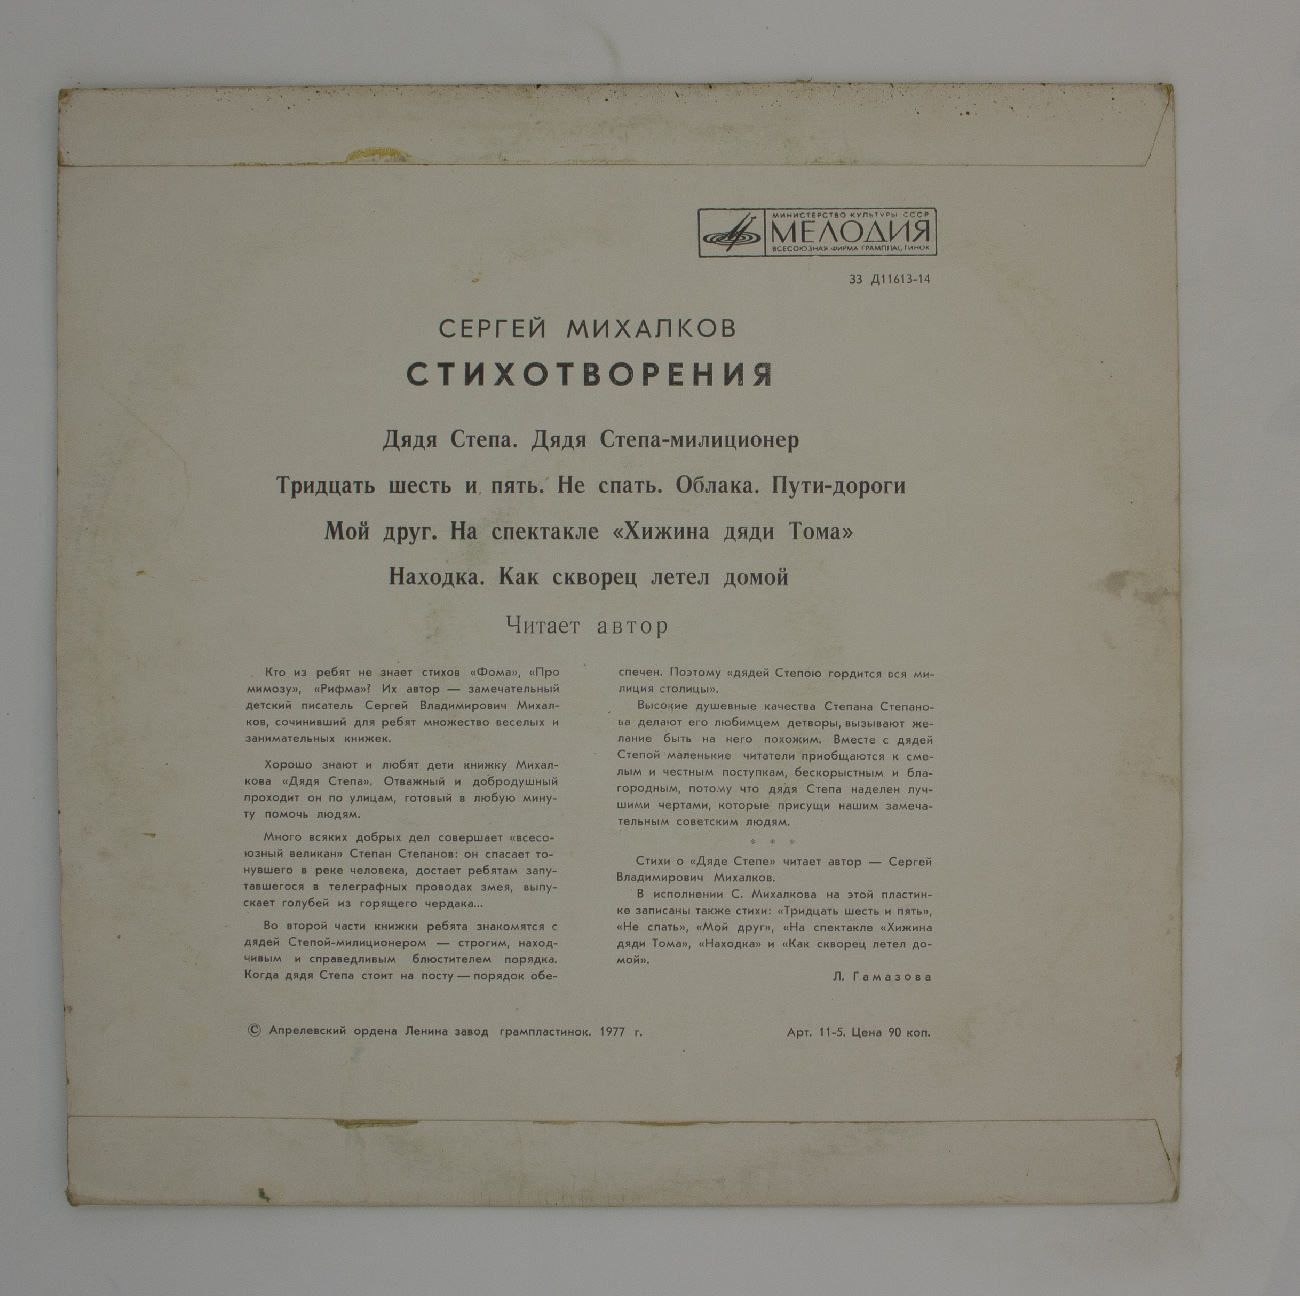 МИНИСТЕРСТВО КУЛЬТУРЫ СССР
МЕЛОДИЯ
ВСЕСОЮЗНАЯ ФИРМА ГРАМПЛАСТИНОК
33 Д11613-14
СЕРГЕЙ МИХАЛКОВ
СТИХОТВОРЕНИЯ
Дядя Степа. Дядя Степа-милиционер
Тридцать шесть и пять. Не спать. Облака. Пути-дороги
Мой друг. На спектакле «Хижина дяди Тома»
Находка. Как скворец летел домой
Читает автор
Кто из ребят не знает стихов «Фома», «Про
мимозу», «Рифма»? Их автор — замечательный
детский писатель Сергей Владимирович Михал-
ков, сочинивший для ребят множество веселых и
занимательных книжек.
Хорошо знают и любят дети книжку Михал-
кова «Дядя Степа». Отважный и добродушный
проходит он по улицам, готовый в любую мину-
ту помочь людям.
Много всяких добрых дел совершает «всесо-
юзный великан» Степан Степанов: он спасает то-
нувшего в реке человека, достает ребятам запу-
тавшегося в телеграфных проводах змея, выпу-
скает голубей из горящего чердака...
Во второй части книжки ребята знакомятся с
дядей Степой-милиционером — строгим, наход-
чивым и справедливым блюстителем порядка.
Когда дядя Степа стоит на посту — порядок обе-
спечен. Поэтому «дядей Степою гордится вся ми-
лиция столицы».
Высокие душевные качества Степана Степано-
ва делают его любимцем детворы, вызывают же-
лание быть на него похожим. Вместе с дядей
Степой маленькие читатели приобщаются к сме-
лым и честным поступкам, бескорыстным и бла-
городным, потому что дядя Степа наделен луч-
шими чертами, которые присущи нашим замеча-
тельным советским людям.
* * *
Стихи о «Дяде Степе» читает автор — Сергей
Владимирович Михалков.
В исполнении С. Михалкова на этой пластин-
ке записаны также стихи: «Тридцать шесть и пять»,
«Не спать», «Мой друг», «На спектакле «Хижина
дяди Тома», «Находка» и «Как скворец летел до-
мой».
Л. Гамазова
© Апрелевский ордена Ленина завод грампластинок. 1977 г.
Арт. 11-5. Цена 90 коп.